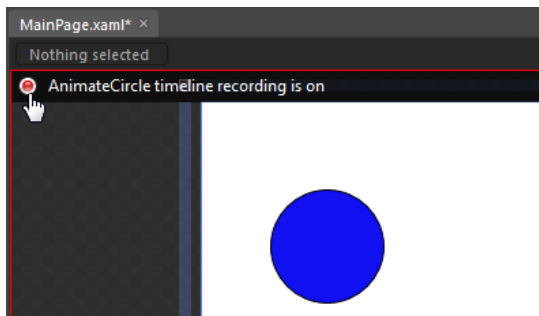 MainPage.xaml* ×
Nothing selected
AnimateCircle timeline recording is on